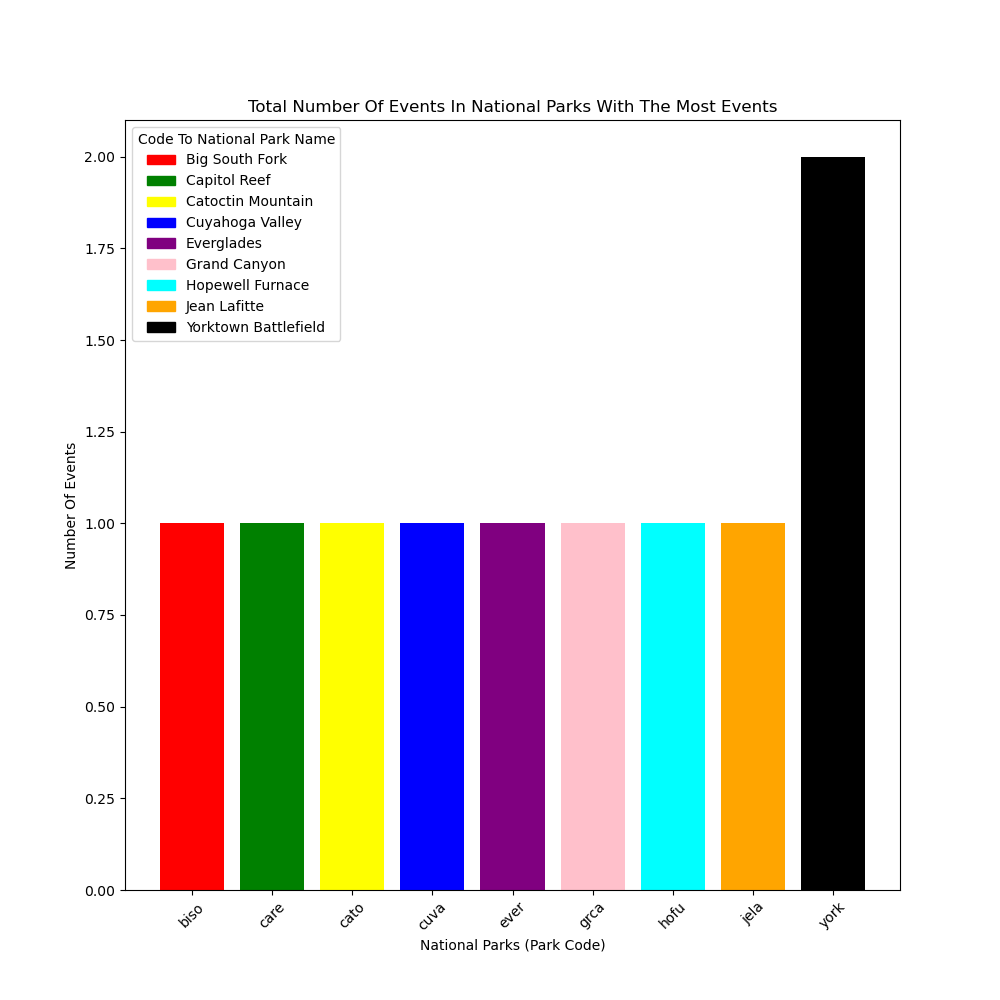 Total Number Of Events In National Parks With The Most Events
Code To National Park Name
Big South Fork
Capitol Reef
Catoctin Mountain
Cuyahoga Valley
Everglades
Grand Canyon
Hopewell Furnace
Jean Lafitte
Yorktown Battlefield
Number Of Events
2.00
1.75
1.50
1.25
1.00
0.75
0.50
0.25
0.00
biso
care
cato
cuva
ever
grca
hofu
jela
york
National Parks (Park Code)